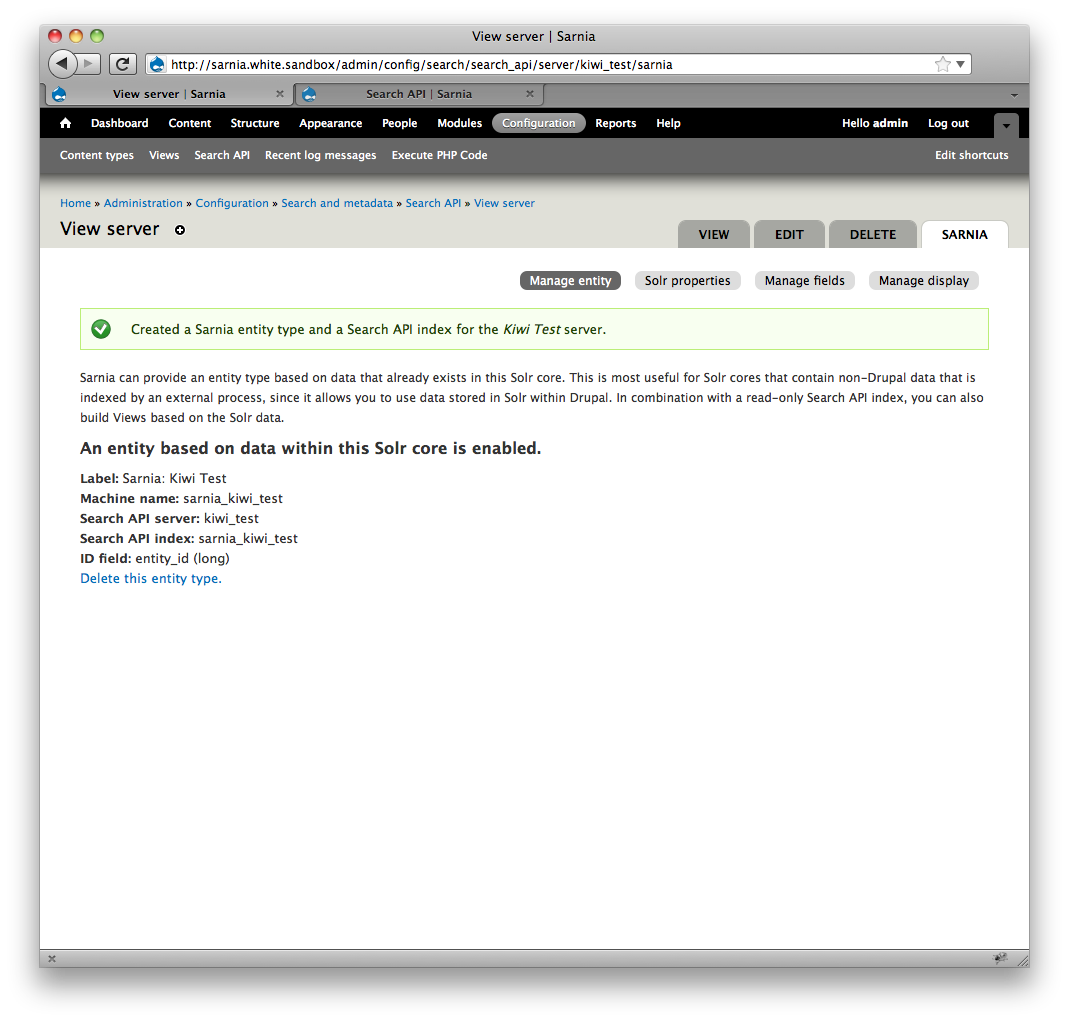 View server | Sarnia
http://sarnia.white.sandbox/admin/config/search/search_api/server/kiwi_test/sarnia
View server | Sarnia
Search API | Sarnia
Dashboard Content Structure Appearance People Modules Configuration Reports Help Hello admin Log out
Content types Views Search API Recent log messages Execute PHP Code Edit shortcuts
Home » Administration » Configuration » Search and metadata » Search API » View server
View server
VIEW EDIT DELETE SARNIA
Manage entity Solr properties Manage fields Manage display
Created a Sarnia entity type and a Search API index for the Kiwi Test server.
Sarnia can provide an entity type based on data that already exists in this Solr core. This is most useful for Solr cores that contain non-Drupal data that is
indexed by an external process, since it allows you to use data stored in Solr within Drupal. In combination with a read-only Search API index, you can also
build Views based on the Solr data.
An entity based on data within this Solr core is enabled.
Label: Sarnia: Kiwi Test
Machine name: sarnia_kiwi_test
Search API server: kiwi_test
Search API index: sarnia_kiwi_test
ID field: entity_id (long)
Delete this entity type.